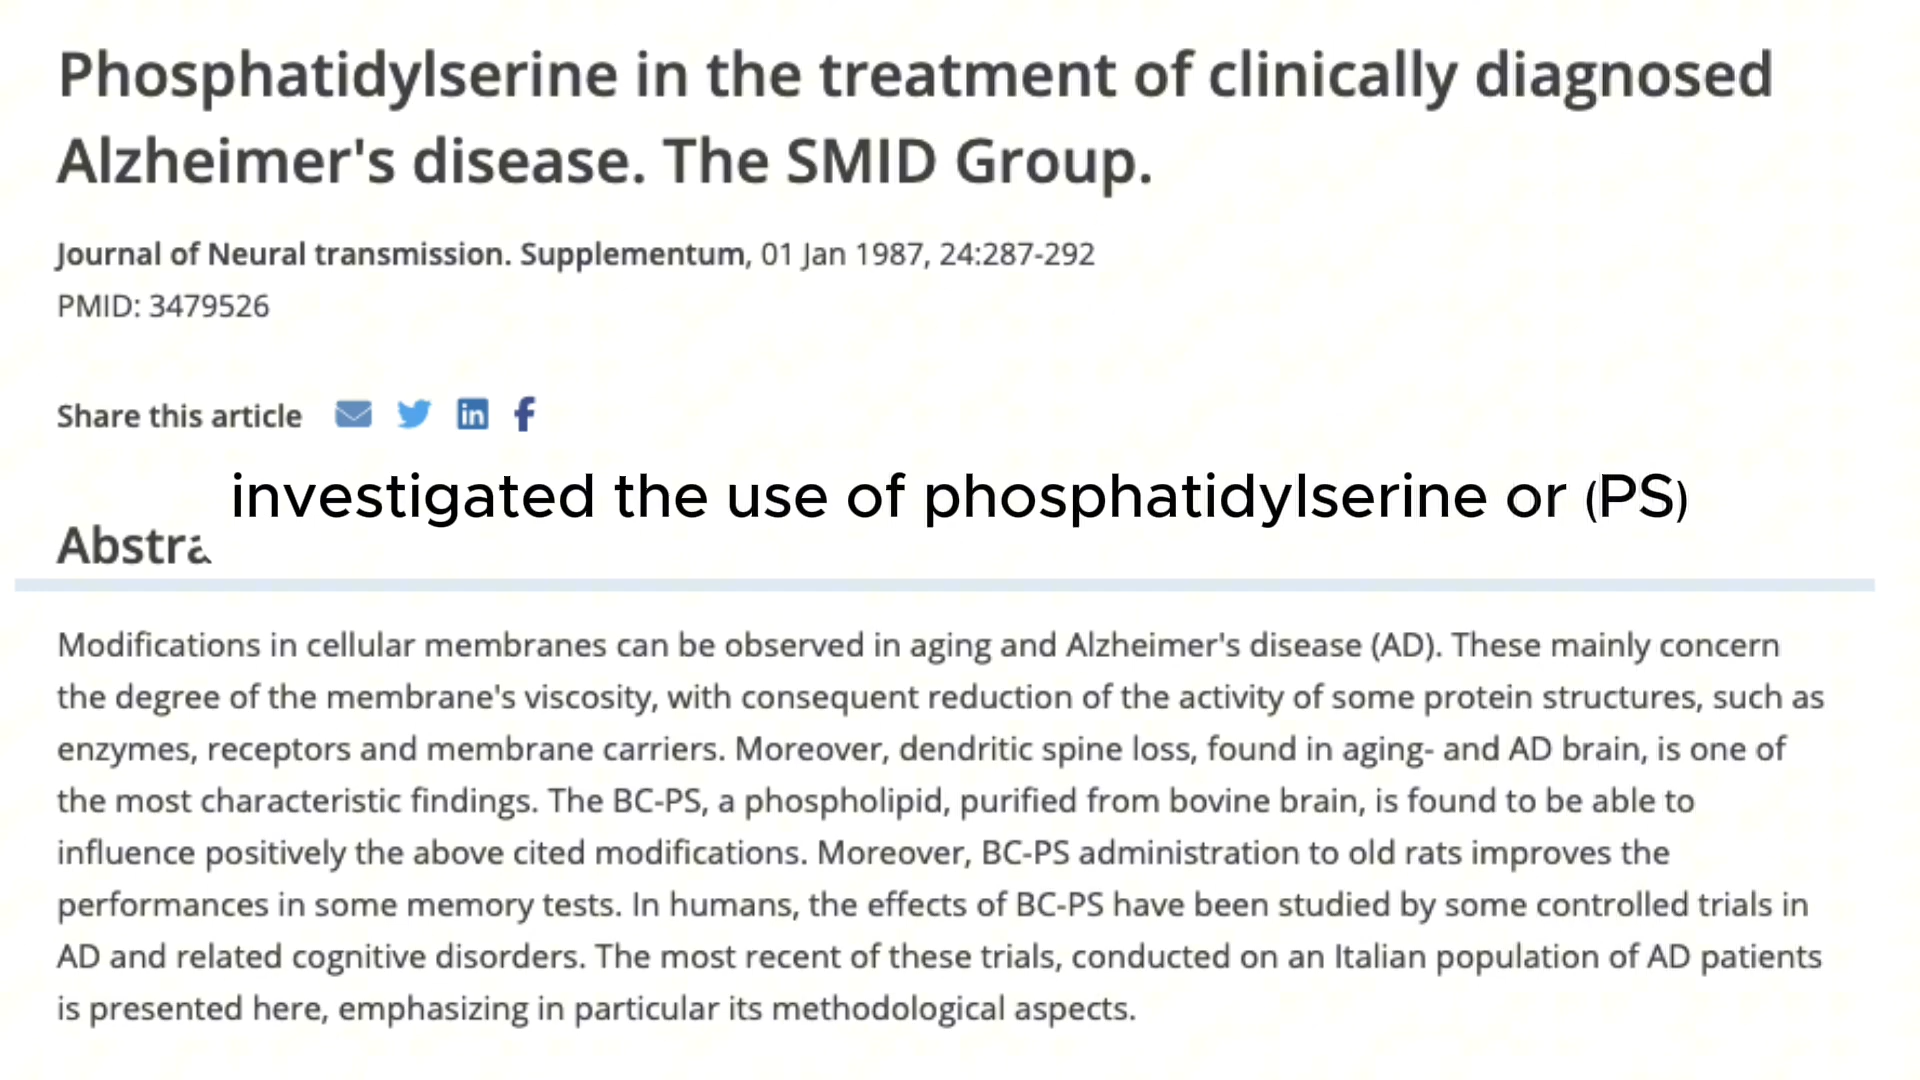 Phosphatidylserine in the treatment of clinically diagnosed
Alzheimer's disease. The SMID Group.
Journal of Neural transmission. Supplementum, 01 Jan 1987, 24:287-292
PMID: 3479526
Share this article
investigated the use of phosphatidylserine or (PS)
Abstra
Modifications in cellular membranes can be observed in aging and Alzheimer's disease (AD). These mainly concern
the degree of the membrane's viscosity, with consequent reduction of the activity of some protein structures, such as
enzymes, receptors and membrane carriers. Moreover, dendritic spine loss, found in aging- and AD brain, is one of
the most characteristic findings. The BC-PS, a phospholipid, purified from bovine brain, is found to be able to
influence positively the above cited modifications. Moreover, BC-PS administration to old rats improves the
performances in some memory tests. In humans, the effects of BC-PS have been studied by some controlled trials in
AD and related cognitive disorders. The most recent of these trials, conducted on an Italian population of AD patients
is presented here, emphasizing in particular its methodological aspects.